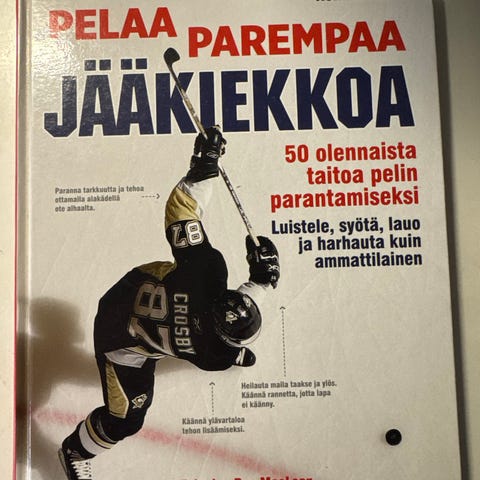 PELAA PAREMPAA
JÄÄKIEKKOA
50 olennaista
taitoa pelin
parantamiseksi
Luistele, syötä, lauo
ja harhauta kuin
ammattilainen
Paranna tarkkuutta ja tehoa
ottamalla alakädellä
ote alhaalta.
87
CROSBY
87
Heilauta maila taakse ja ylös.
Käännä rannetta, jotta lapa
ei käänny.
Käännä ylävartaloa
tehon lisäämiseksi.